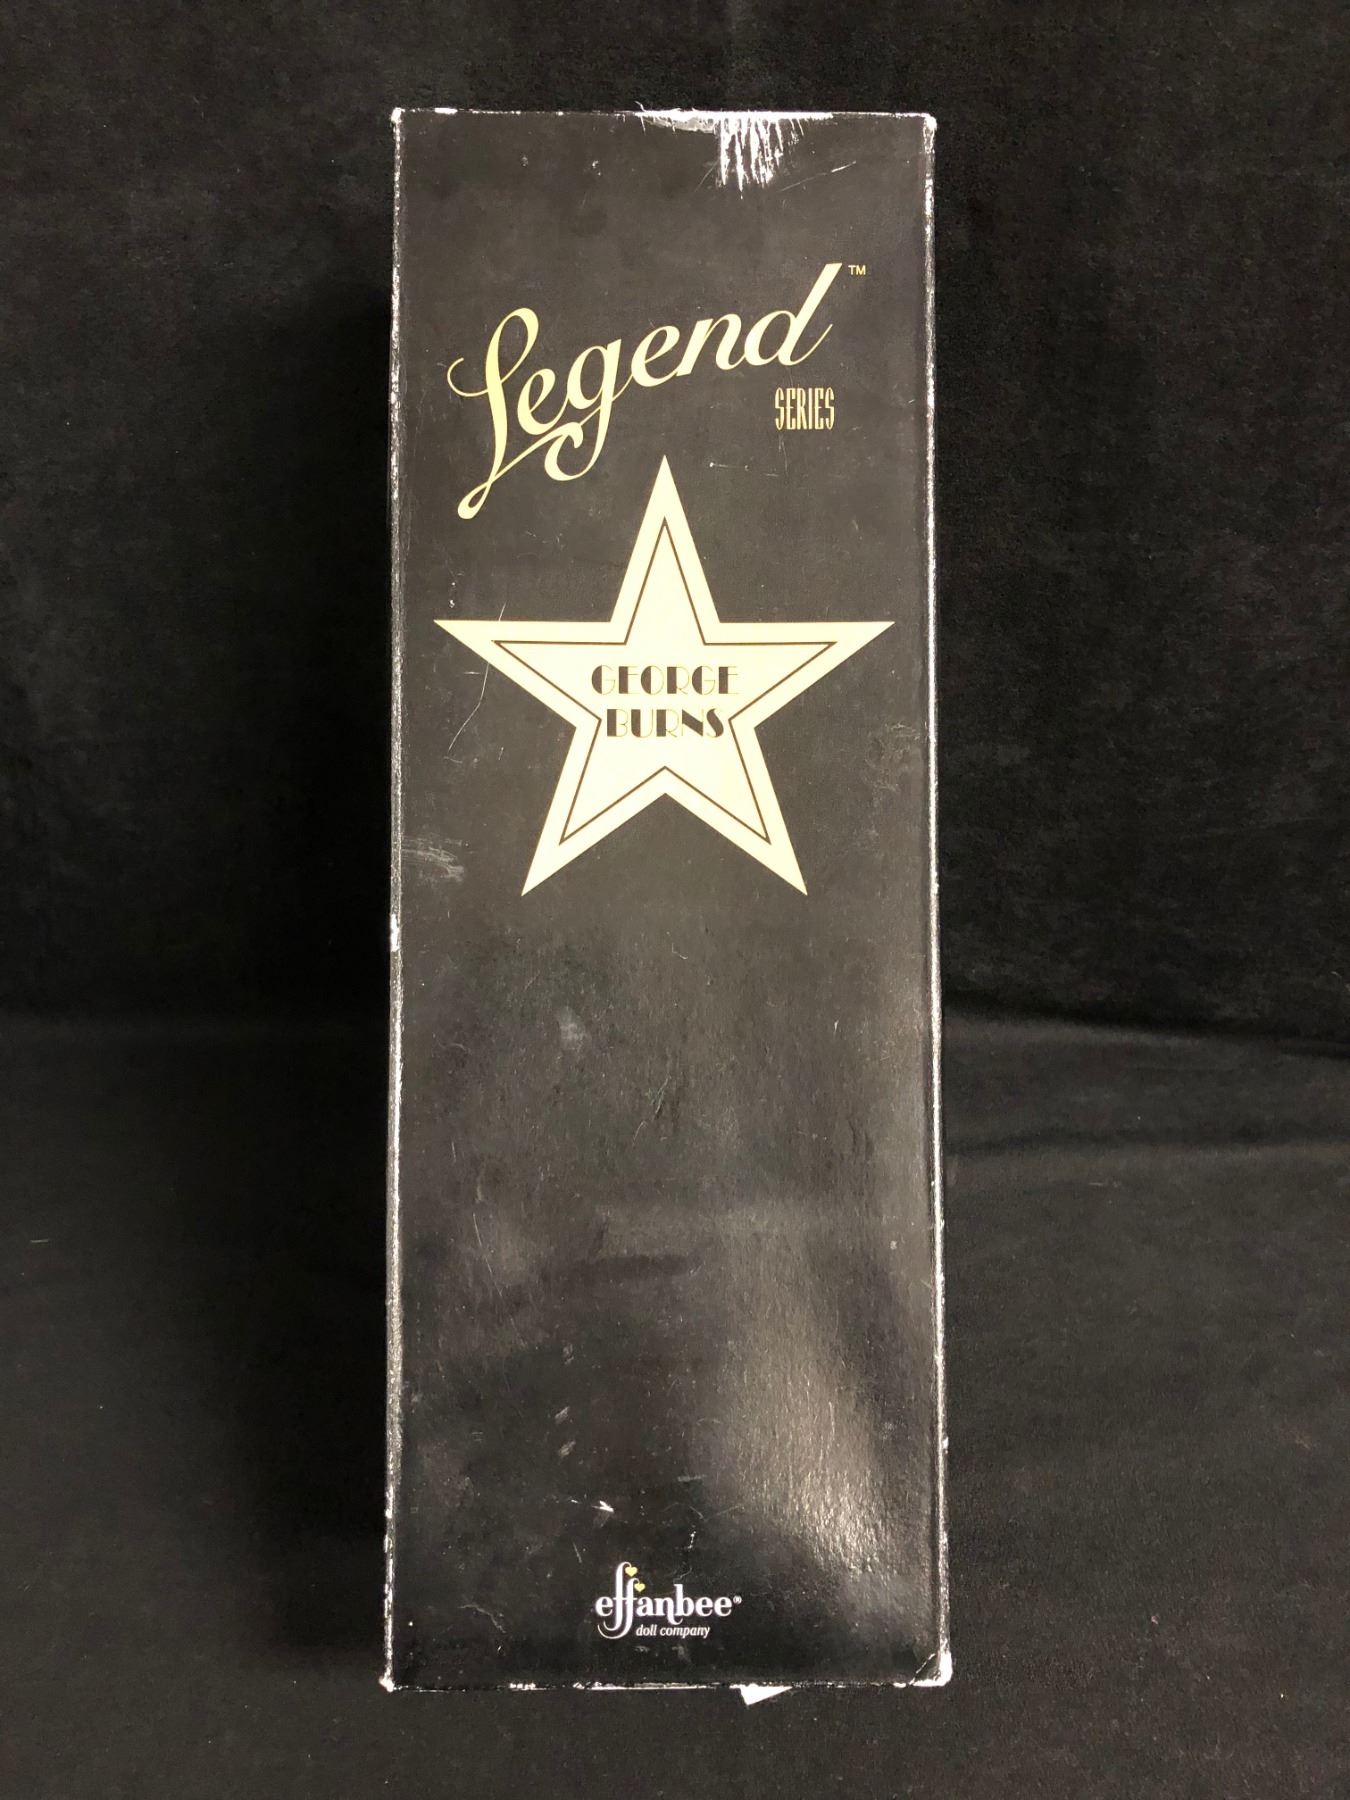 Legend™
SERIES
GEORGE
BURNS
effanbee®
doll company